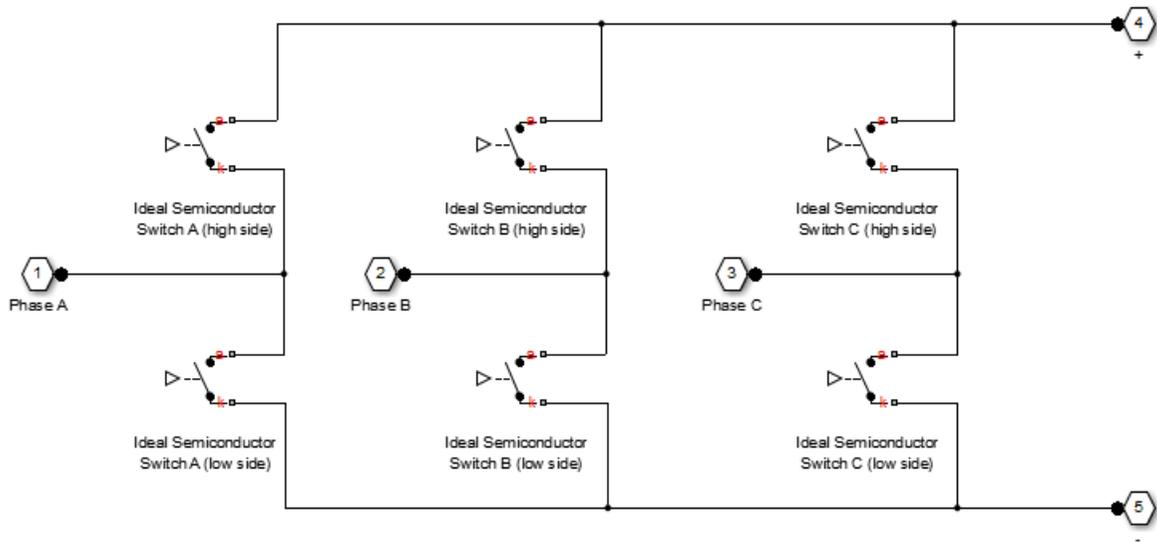 4
+
a
a
a
k
k
k
Ideal Semiconductor
Switch A (high side)
Ideal Semiconductor
Switch B (high side)
Ideal Semiconductor
Switch C (high side)
1
Phase A
2
Phase B
3
Phase C
a
a
a
k
k
k
Ideal Semiconductor
Switch A (low side)
Ideal Semiconductor
Switch B (low side)
Ideal Semiconductor
Switch C (low side)
5
-